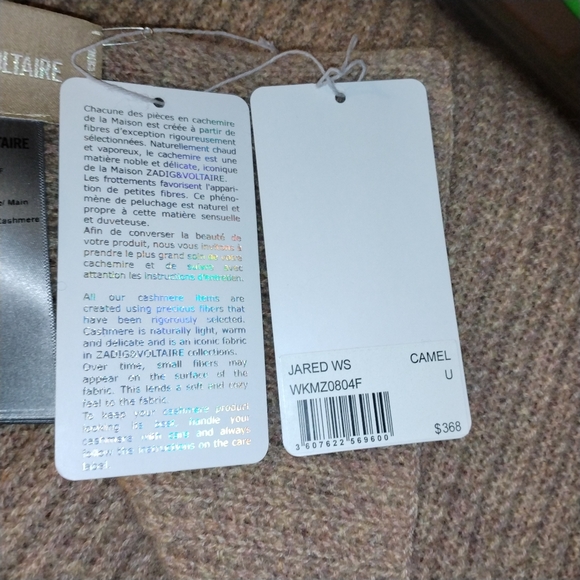 OLTAIRE
AIRE
Main
Cashmere
Chacune des pièces en cachemire
de la Maison est créée à partir de
fibres d'exception rigoureusement
sélectionnées. Naturellement chaud
et vaporeux, le cachemire est une
matière noble et délicate, iconique
de la Maison ZADIG&VOLTAIRE.
Les frottements favorisent l'appari-
tion de petites fibres. Ce phéno-
mène de peluchage est naturel et
propre à cette matière sensuelle
et duveteuse.
Afin de converser la beauté de
votre produit, nous vous invitons à
prendre le plus grand soin de votre
cachemire et de suivre avec
attention les instructions d'entretien.
All our cashmere items are
created using precious fibers that
have been rigorously selected.
Cashmere is naturally light, warm
and delicate and is an iconic fabric
in ZADIG&VOLTAIRE collections.
Over time, small fibers may
appear on the surface of the
fabric. This lends a soft and cozy
feel to the fabric.
To keep your cashmere product
looking its best, handle your
cashmere with care and always
follow the instructions on the care
label.
JARED WS CAMEL
WKMZ0804F U
3 607622 569600
$368